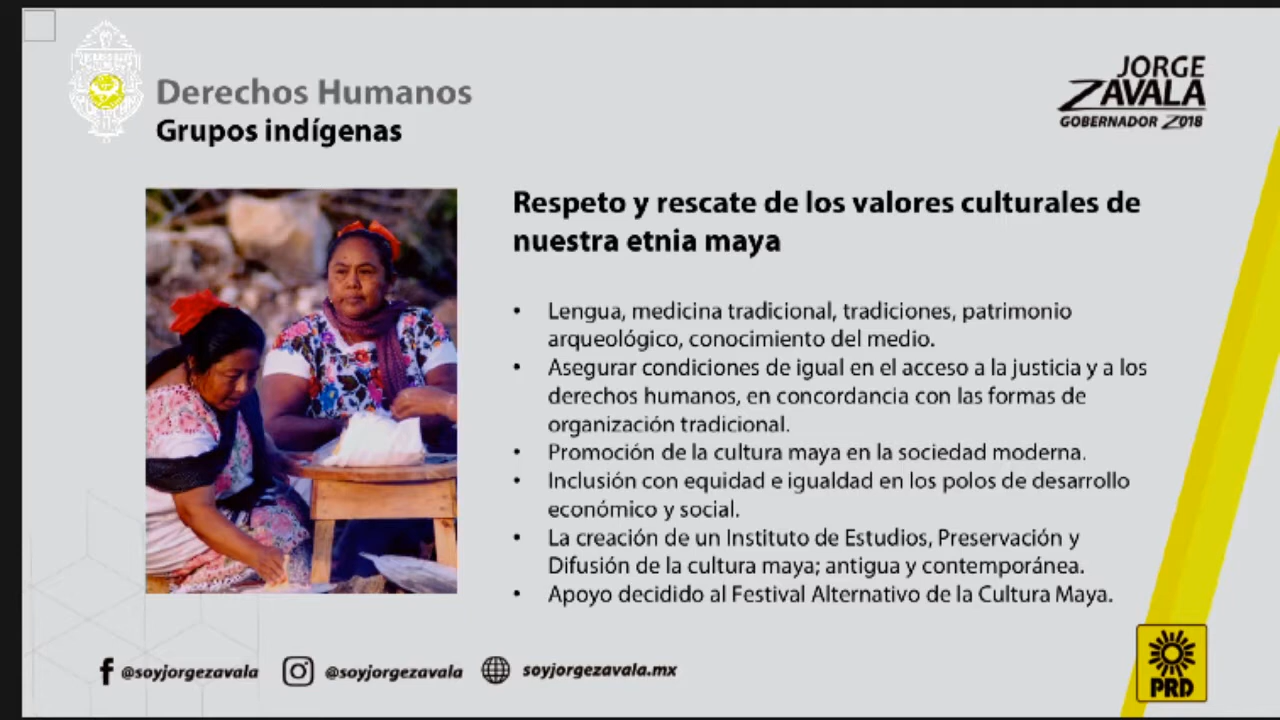 Derechos Humanos
Grupos indígenas
JORGE
ZAVALA
GOBERNADOR 2018
Respeto y rescate de los valores culturales de
nuestra etnia maya
• Lengua, medicina tradicional, tradiciones, patrimonio
arqueológico, conocimiento del medio.
• Asegurar condiciones de igual en el acceso a la justicia y a los
derechos humanos, en concordancia con las formas de
organización tradicional.
• Promoción de la cultura maya en la sociedad moderna.
• Inclusión con equidad e igualdad en los polos de desarrollo
económico y social.
• La creación de un Instituto de Estudios, Preservación y
Difusión de la cultura maya; antigua y contemporánea.
• Apoyo decidido al Festival Alternativo de la Cultura Maya.
@soyjorgezavala @soyjorgezavala soyjorgezavala.mx
PRD